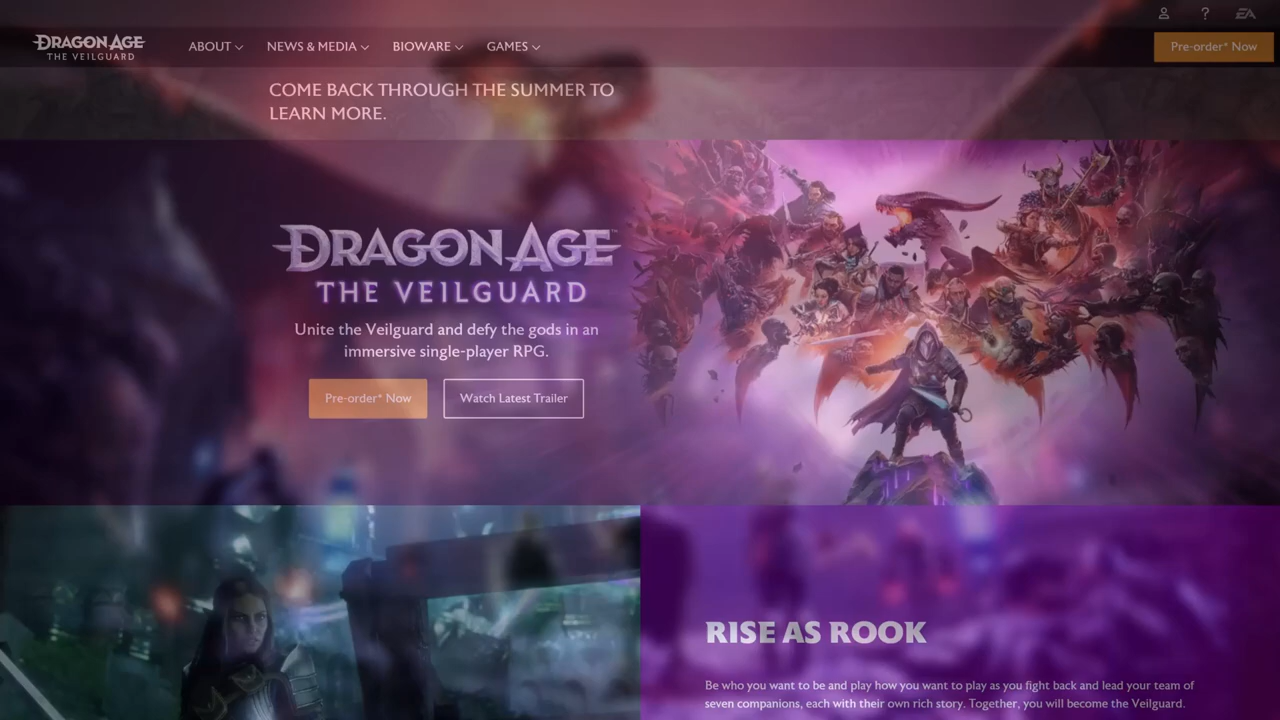 EA
DRAGON AGE
THE VEILGUARD
ABOUT
NEWS & MEDIA
BIOWARE
GAMES
Pre-order* Now
COME BACK THROUGH THE SUMMER TO
LEARN MORE.
DRAGON AGE
THE VEILGUARD
Unite the Veilguard and defy the gods in an
immersive single-player RPG.
Pre-order* Now
Watch Latest Trailer
RISE AS ROOK
Be who you want to be and play how you want to play as you fight back and lead your team of
seven companions, each with their own rich story. Together, you will become the Veilguard.